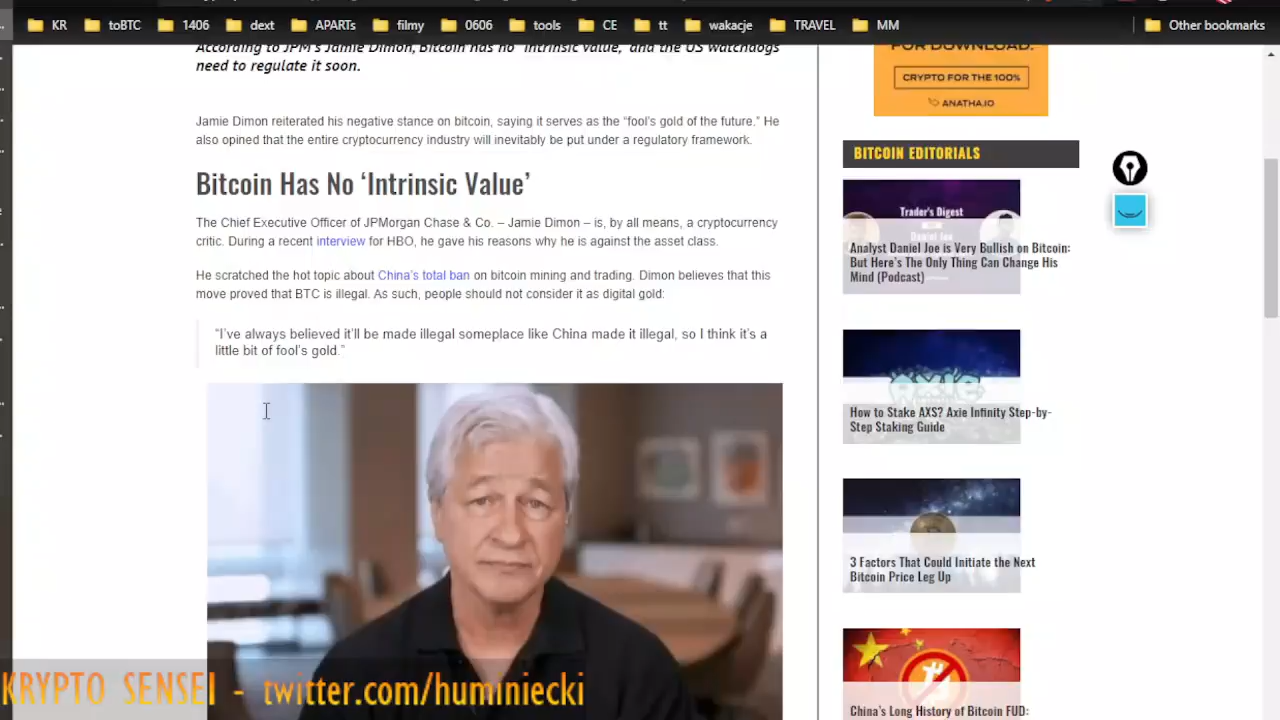 KR toBTC 1406 dext APARTs filmy 0606 tools CE tt wakacje TRAVEL MM Other bookmarks
According to JPM's Jamie Dimon, Bitcoin has no "intrinsic value," and the US watchdogs
need to regulate it soon.
Jamie Dimon reiterated his negative stance on bitcoin, saying it serves as the “fool’s gold of the future.” He
also opined that the entire cryptocurrency industry will inevitably be put under a regulatory framework.
Bitcoin Has No ‘Intrinsic Value’
The Chief Executive Officer of JPMorgan Chase & Co. – Jamie Dimon – is, by all means, a cryptocurrency
critic. During a recent interview for HBO, he gave his reasons why he is against the asset class.
He scratched the hot topic about China’s total ban on bitcoin mining and trading. Dimon believes that this
move proved that BTC is illegal. As such, people should not consider it as digital gold:
“I’ve always believed it’ll be made illegal someplace like China made it illegal, so I think it’s a
little bit of fool’s gold.”
FOR DOWNLOAD.
CRYPTO FOR THE 100%
ANATHA.IO
BITCOIN EDITORIALS
Trader's Digest
Daniel Joe
Analyst Daniel Joe is Very Bullish on Bitcoin:
But Here’s The Only Thing Can Change His
Mind (Podcast)
AXIE
How to Stake AXS? Axie Infinity Step-by-
Step Staking Guide
3 Factors That Could Initiate the Next
Bitcoin Price Leg Up
China’s Long History of Bitcoin FUD:
KRYPTO SENSEI - twitter.com/huminiecki